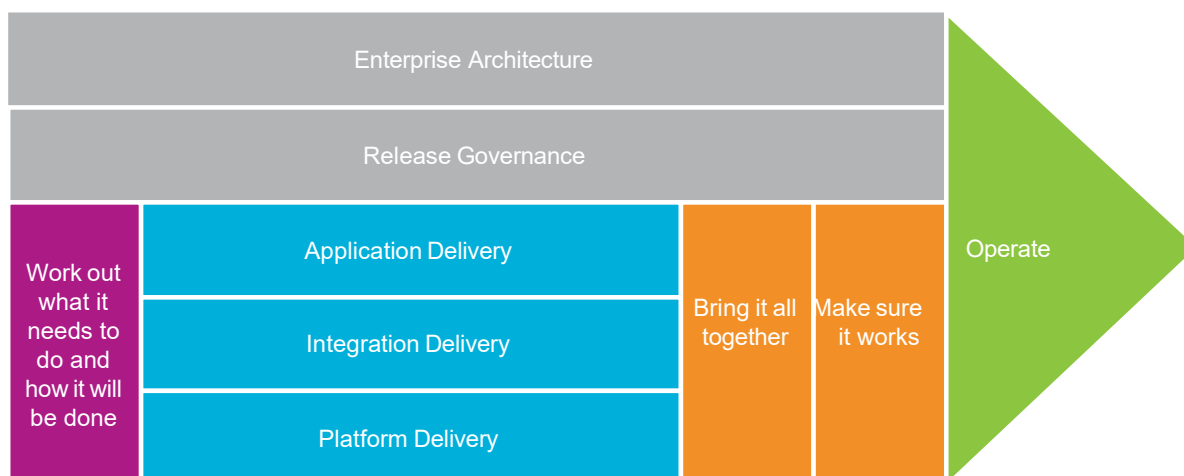 Enterprise Architecture
Release Governance
Work out
what it
needs to
do and
how it will
be done
Application Delivery
Integration Delivery
Platform Delivery
Bring it all
together
Make sure
it works
Operate